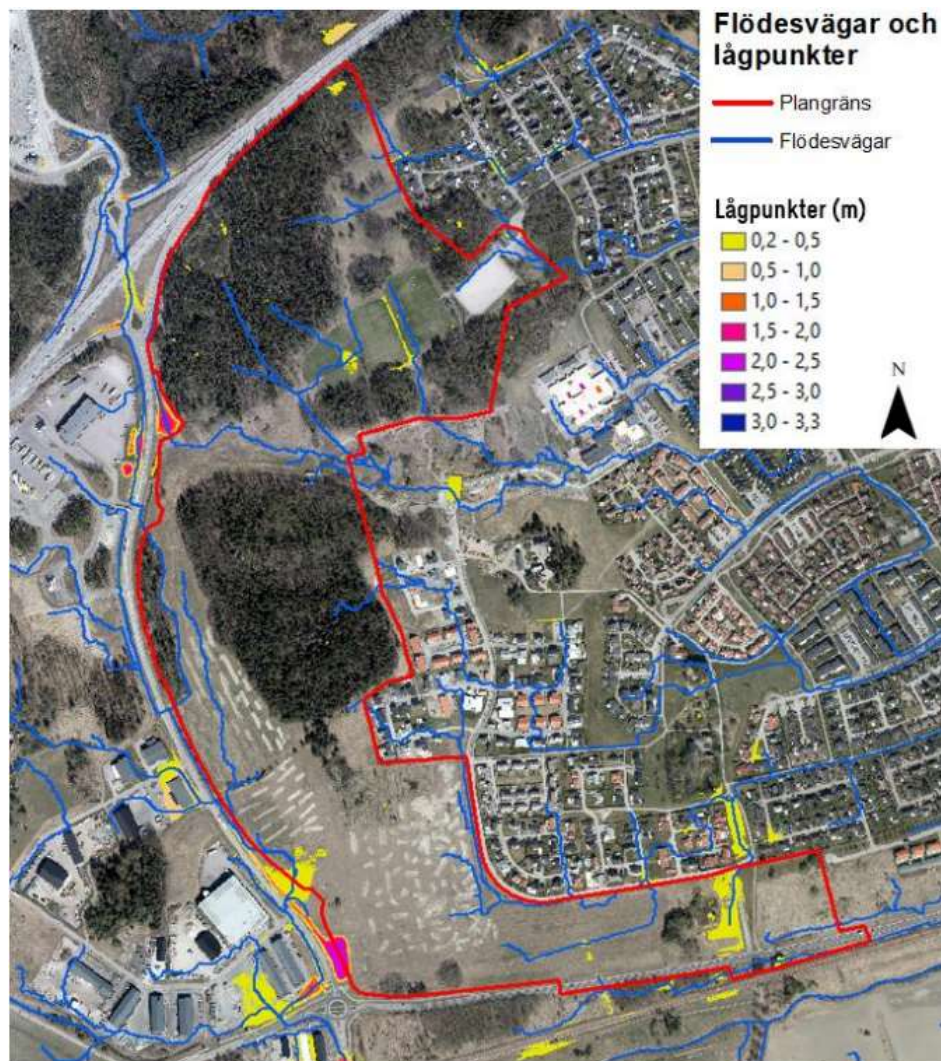 Flödesvägar och
lågpunkter
Plangräns
Flödesvägar
Lågpunkter (m)
0,2 - 0,5
0,5 - 1,0
1,0 - 1,5
1,5 - 2,0
2,0 - 2,5
2,5 - 3,0
3,0 - 3,3
N